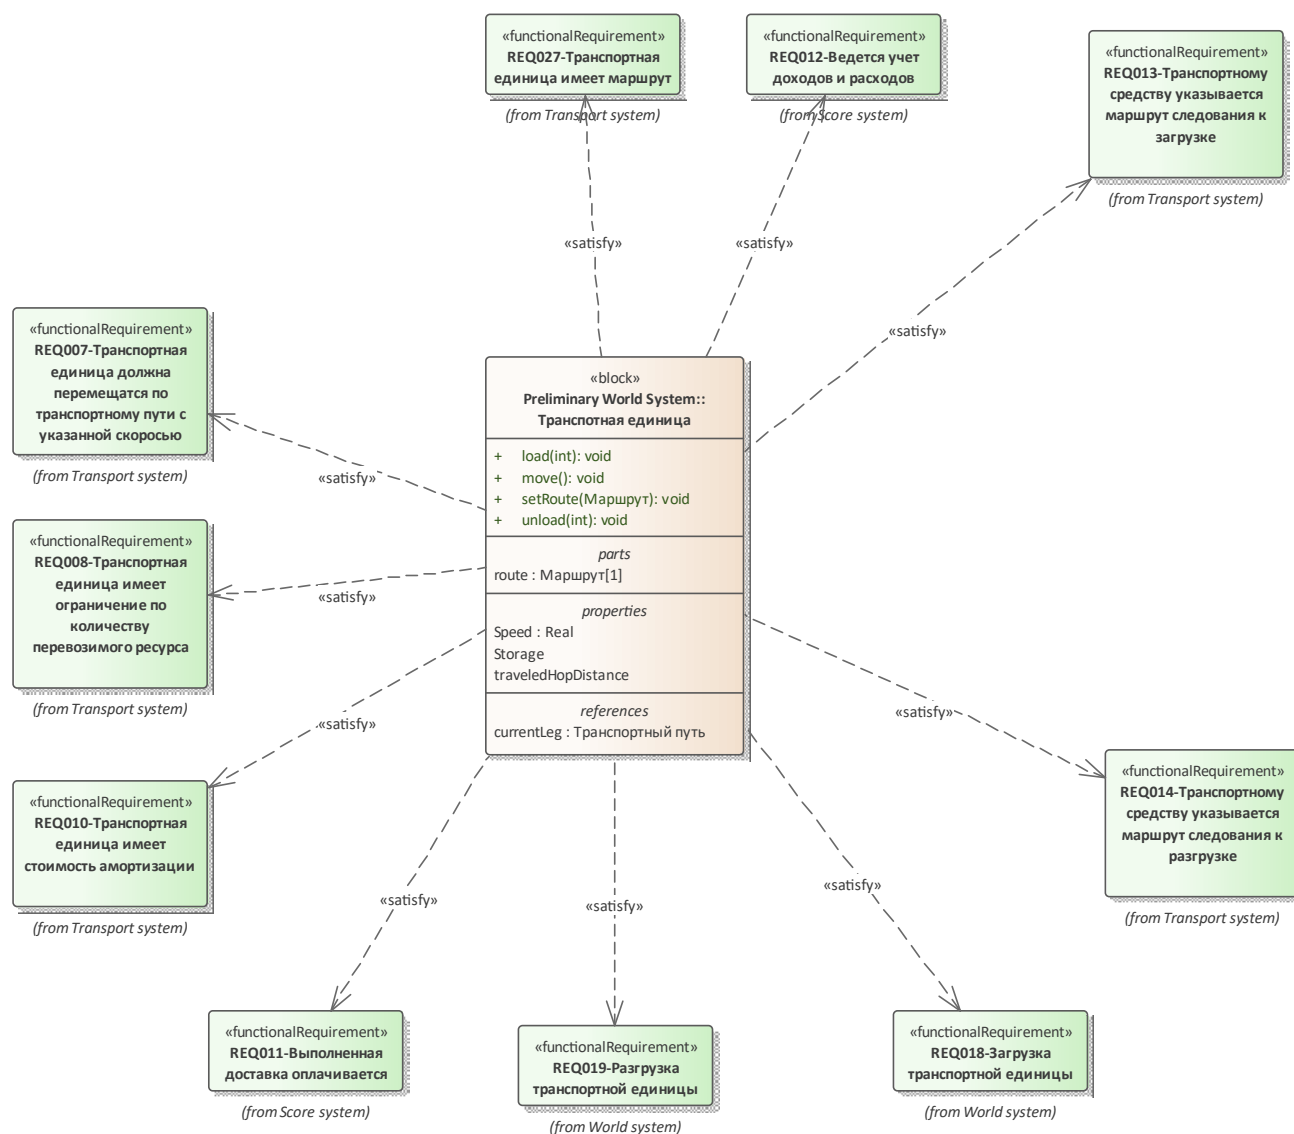 «functionalRequirement»
REQ027-Транспортная
единица имеет маршрут
(from Transport system)
«functionalRequirement»
REQ012-Ведется учет
доходов и расходов
(from Score system)
«functionalRequirement»
REQ013-Транспортному
средству указывается
маршрут следования к
загрузке
(from Transport system)
«satisfy»
«satisfy»
«satisfy»
«functionalRequirement»
REQ007-Транспортная
единица должна
перемещатся по
транспортному пути с
указанной скоросью
(from Transport system)
«satisfy»
«block»
Preliminary World System::
Транспотная единица
+ load(int): void
+ move(): void
+ setRoute(Маршрут): void
+ unload(int): void
parts
route : Маршрут[1]
properties
Speed : Real
Storage
traveledHopDistance
references
currentLeg : Транспортный путь
«functionalRequirement»
REQ008-Транспортная
единица имеет
ограничение по
количеству
перевозимого ресурса
(from Transport system)
«satisfy»
«satisfy»
«satisfy»
«functionalRequirement»
REQ010-Транспортная
единица имеет
стоимость амортизации
(from Transport system)
«functionalRequirement»
REQ014-Транспортному
средству указывается
маршрут следования к
разгрузке
(from Transport system)
«satisfy»
«satisfy»
«satisfy»
«functionalRequirement»
REQ011-Выполненная
доставка оплачивается
(from Score system)
«functionalRequirement»
REQ019-Разгрузка
транспортной единицы
(from World system)
«functionalRequirement»
REQ018-Загрузка
транспортной единицы
(from World system)